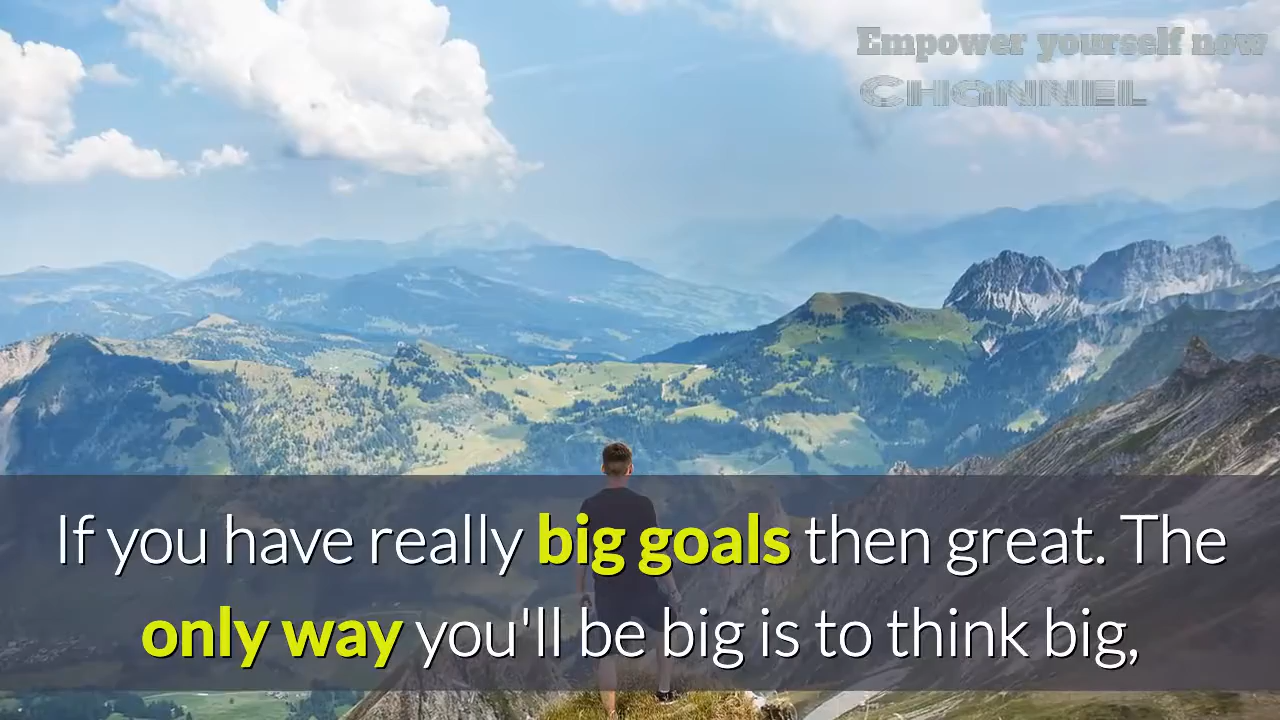 Empower yourself now
Channel
If you have really big goals then great. The
only way you'll be big is to think big,